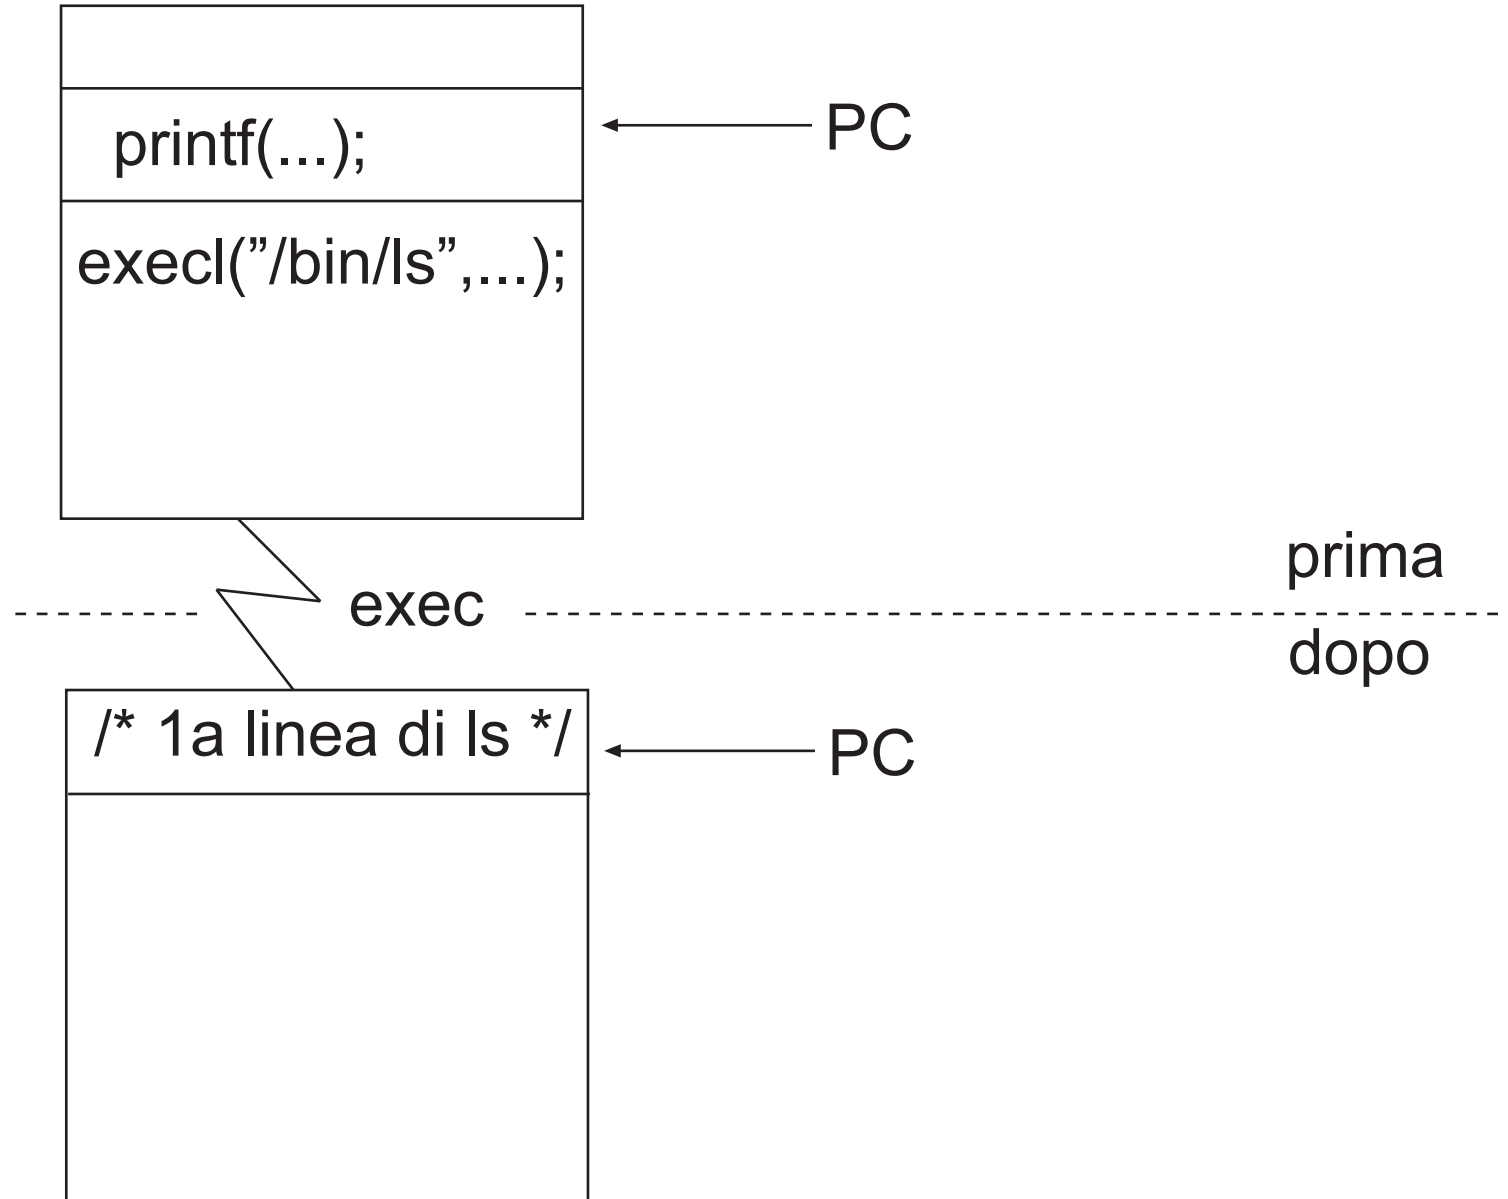 printf(...);
PC
execl(”/bin/ls”,...);
prima
exec
dopo
/* 1a linea di ls */
PC